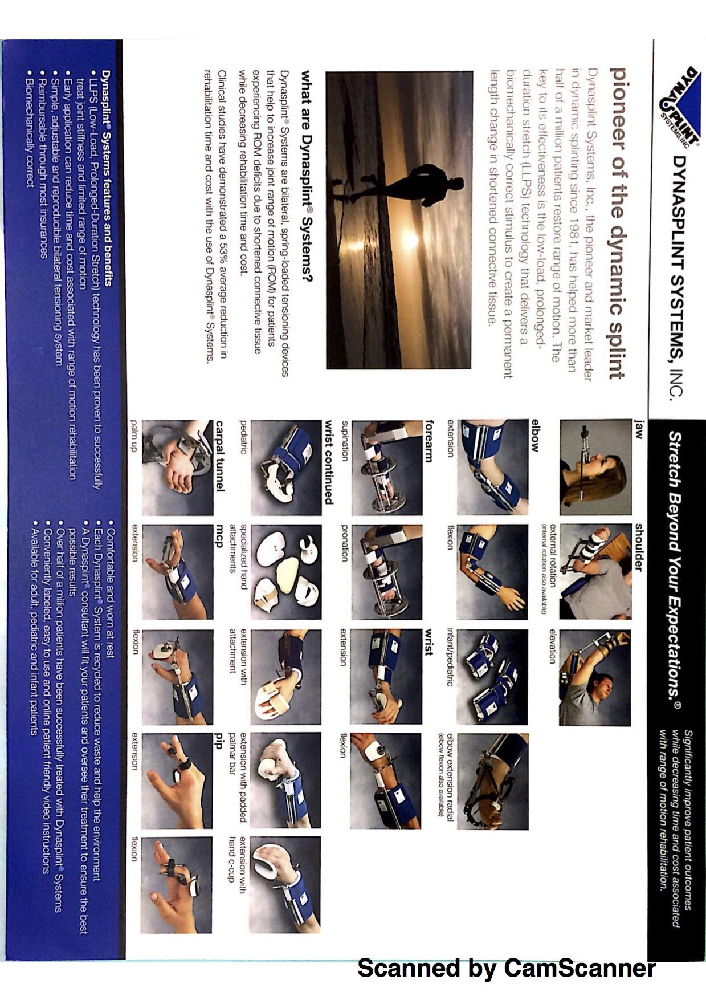 DYNASPLINT
SYSTEMS, INC.
®
DYNASPLINT SYSTEMS, INC.
Stretch Beyond Your Expectations.®
Significantly improve patient outcomes
while decreasing time and cost associated
with range of motion rehabilitation.
pioneer of the dynamic splint
Dynasplint Systems, Inc., the pioneer and market leader
in dynamic splinting since 1981, has helped more than
half of a million patients restore range of motion. The
key to its effectiveness is the low-load, prolonged-
duration stretch (LLPS) technology that delivers a
biomechanically correct stimulus to create a permanent
length change in shortened connective tissue.
what are Dynasplint® Systems?
Dynasplint® Systems are bilateral, spring-loaded tensioning devices
that help to increase joint range of motion (ROM) for patients
experiencing ROM deficits due to shortened connective tissue
while decreasing rehabilitation time and cost.
Clinical studies have demonstrated a 53% average reduction in
rehabilitation time and cost with the use of Dynasplint® Systems.
jaw
shoulder
external rotation
(internal rotation also available)
elevation
elbow
extension
flexion
infant/pediatric
elbow extension radial
(elbow flexion also available)
forearm
supination
pronation
wrist
extension
flexion
wrist continued
pediatric
specialized hand
attachments
extension with
attachment
extension with padded
palmar bar
extension with
hand c-cup
carpal tunnel
palm up
mcp
extension
flexion
pip
extension
flexion
Dynasplint® Systems features and benefits
• LLPS (Low-Load, Prolonged-Duration Stretch) technology has been proven to successfully
treat joint stiffness and limited range of motion
• Early application can reduce time and cost associated with range of motion rehabilitation
• Simple, adjustable and reproducible bilateral tensioning system
• Reimbursable through most insurances
• Biomechanically correct
• Comfortable and worn at rest
• Each Dynasplint® System is recycled to reduce waste and help the environment
• A Dynasplint® consultant will fit your patients and oversee their treatment to ensure the best
possible results
• Over half of a million patients have been successfully treated with Dynasplint® Systems
• Conveniently labeled, easy to use and online patient friendly video instructions
• Available for adult, pediatric and infant patients
Scanned by CamScanner